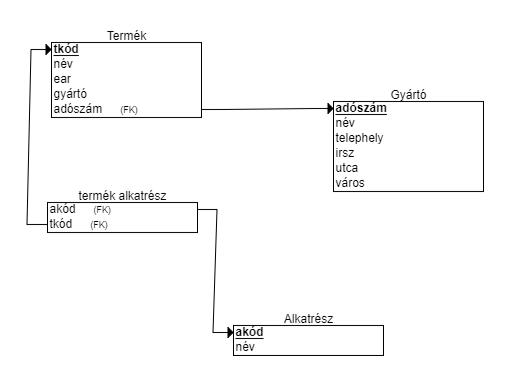 Termék
tkód
név
ear
gyártó
adószám (FK)
Gyártó
adószám
név
telephely
irsz
utca
város
termék alkatrész
akód (FK)
tkód (FK)
Alkatrész
akód
név